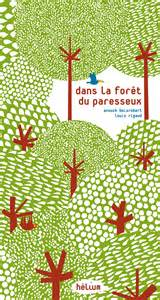 dans la forêt
du paresseux
anouck boisrobert
louis rigaud
hélium